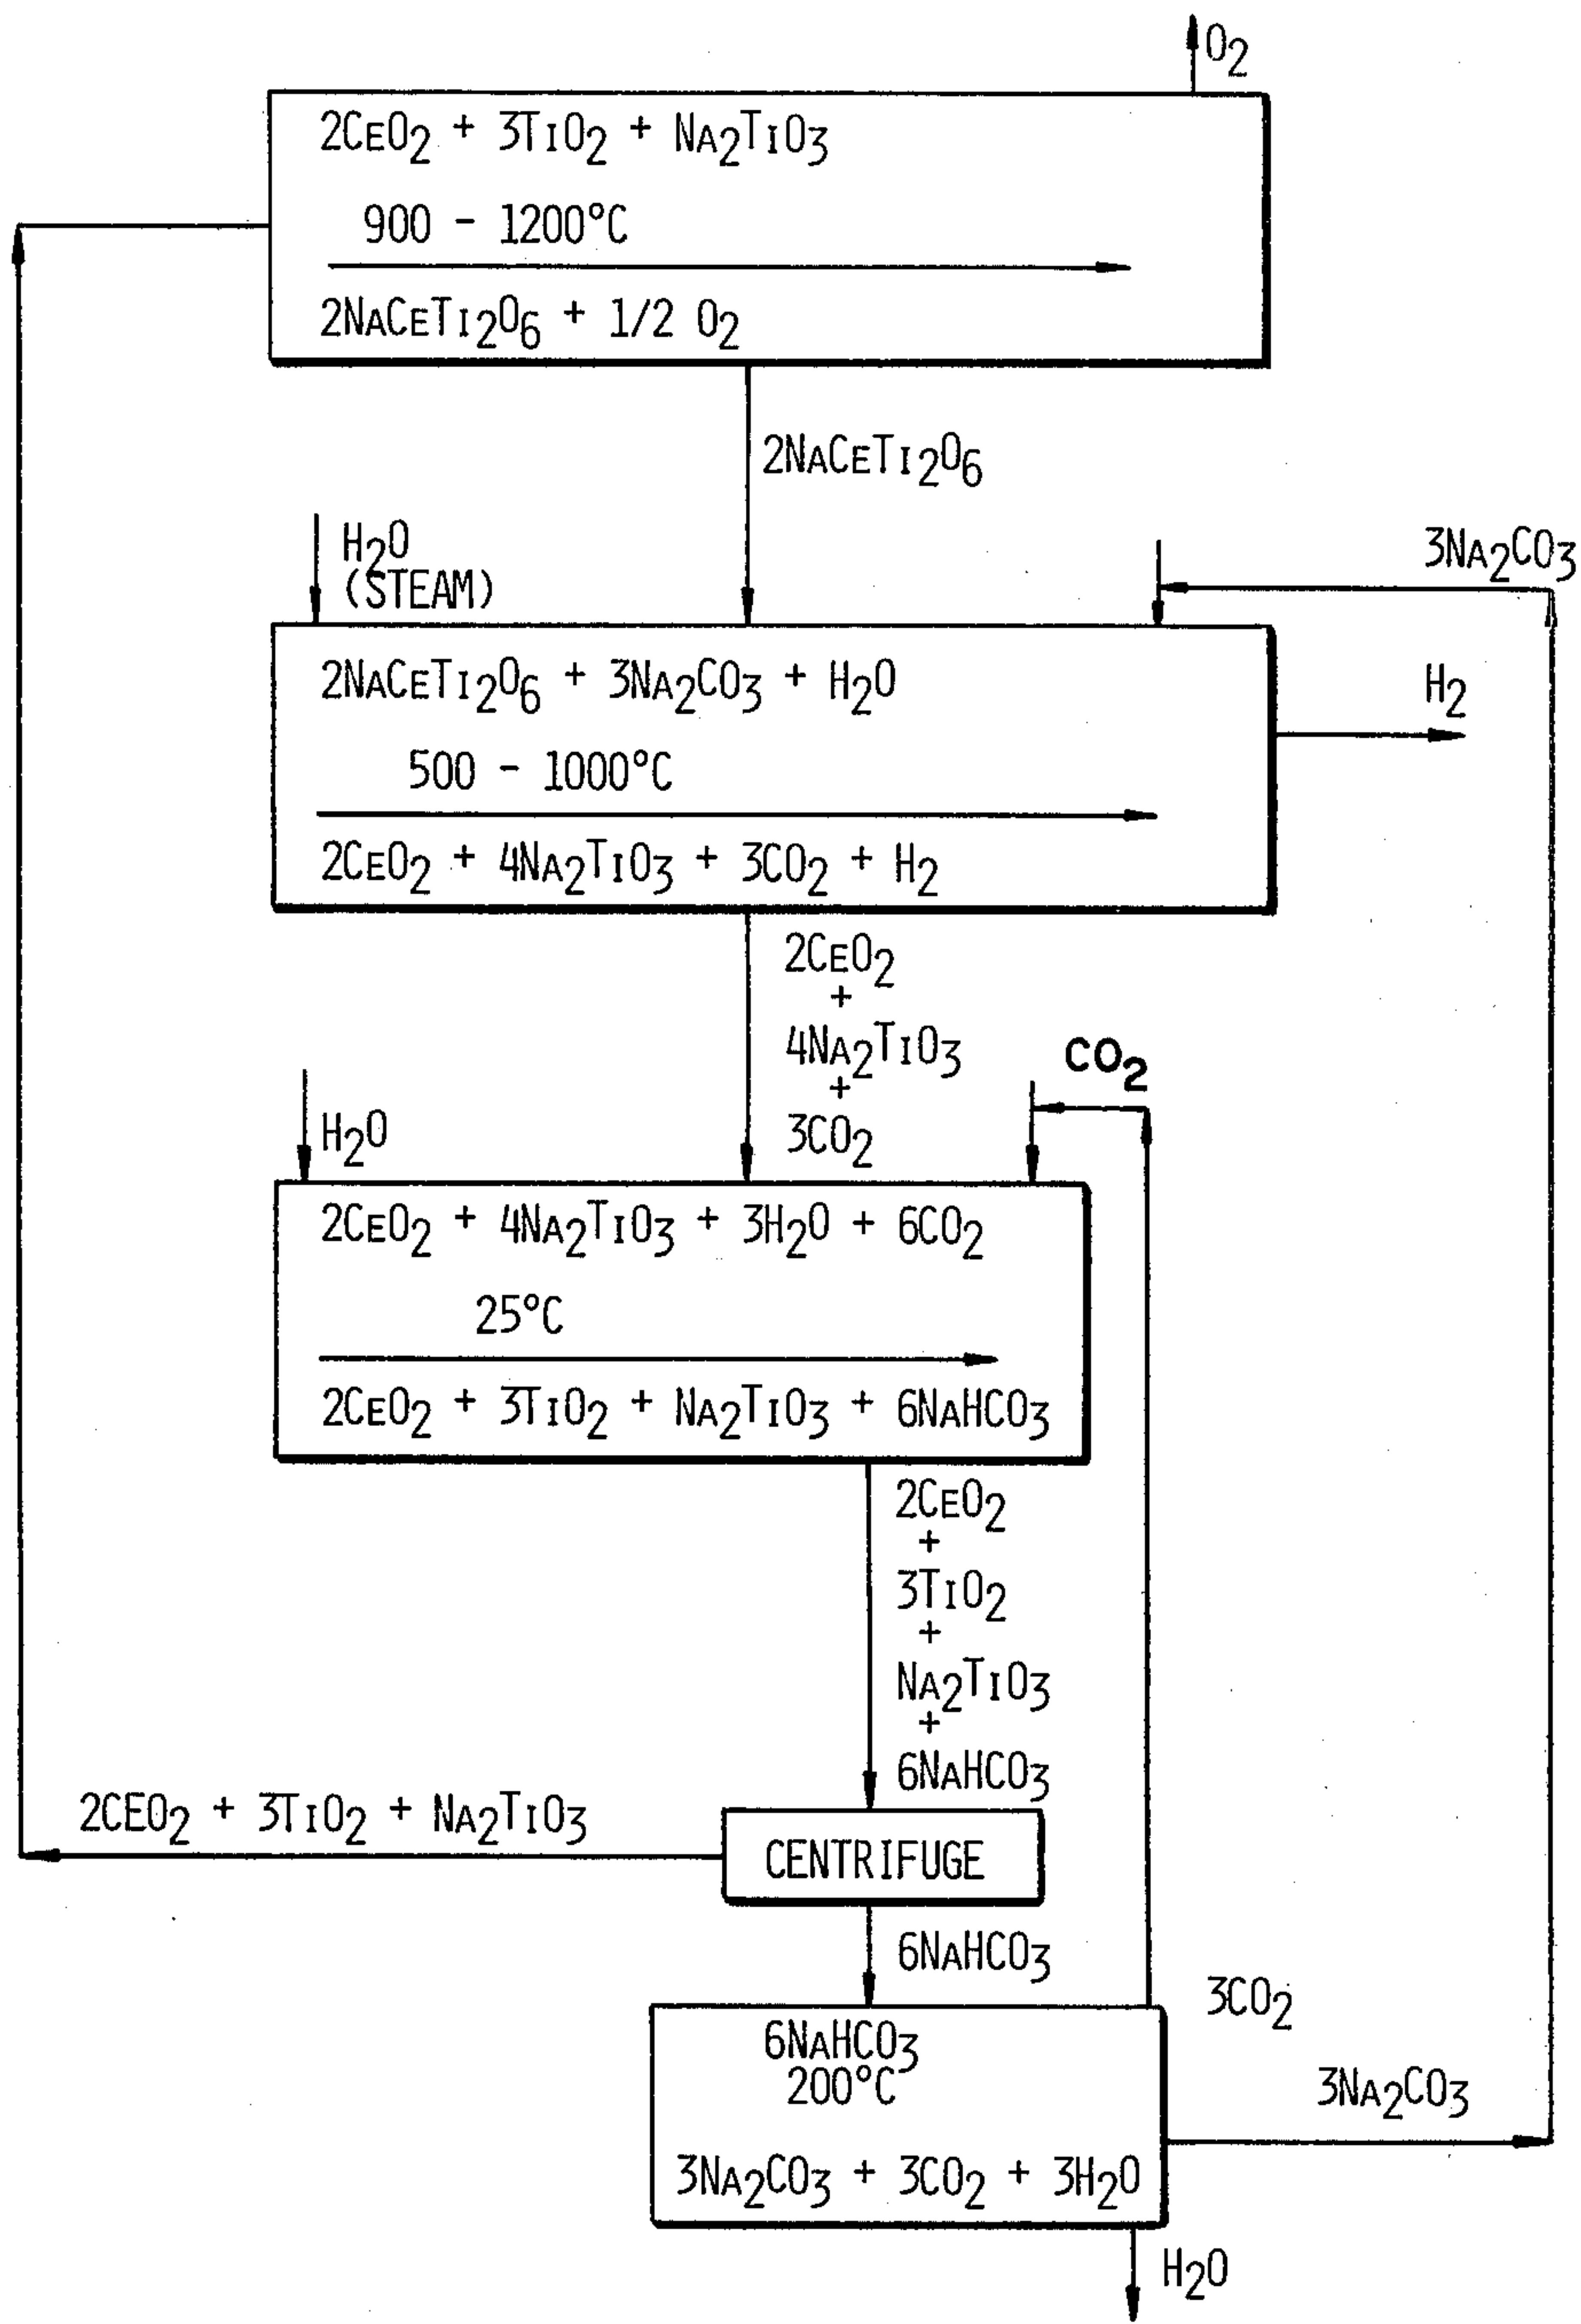 O2
2CEO2 + 3TIO2 + NA2TIO3
900 - 1200°C
2NACETI2O6 + 1/2 O2
2NACETI2O6
H2O
(STEAM)
3NA2CO3
2NACETI2O6 + 3NA2CO3 + H2O
H2
500 - 1000°C
2CEO2 + 4NA2TIO3 + 3CO2 + H2
2CEO2
+
4NA2TIO3
+
3CO2
CO2
H2O
2CEO2 + 4NA2TIO3 + 3H2O + 6CO2
25°C
2CEO2 + 3TIO2 + NA2TIO3 + 6NAHCO3
2CEO2
+
3TIO2
+
NA2TIO3
+
6NAHCO3
2CEO2 + 3TIO2 + NA2TIO3
CENTRIFUGE
6NAHCO3
3CO2
6NAHCO3
200°C
3NA2CO3
3NA2CO3 + 3CO2 + 3H2O
H2O